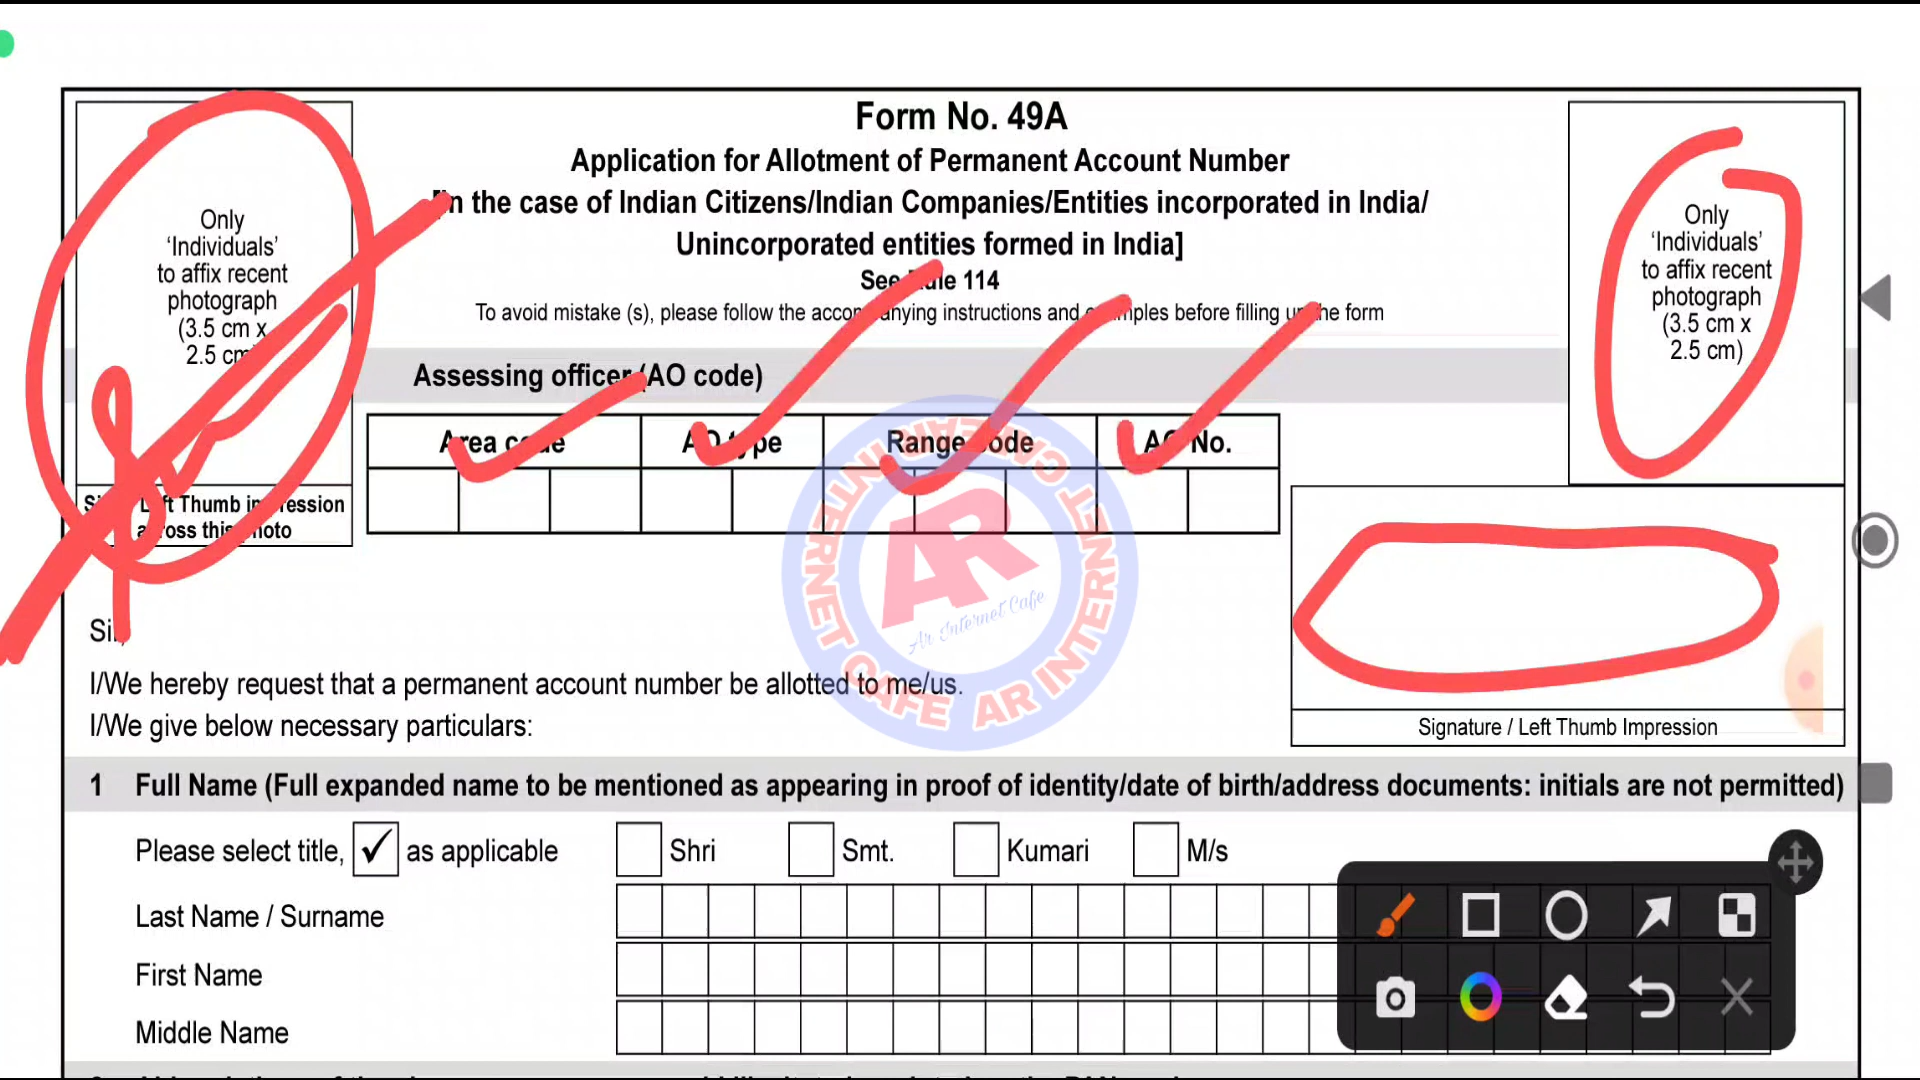 Form No. 49A
Application for Allotment of Permanent Account Number
[In the case of Indian Citizens/Indian Companies/Entities incorporated in India/
Unincorporated entities formed in India]
See Rule 114
To avoid mistake (s), please follow the accompanying instructions and examples before filling up the form
Only
‘Individuals’
to affix recent
photograph
(3.5 cm x
2.5 cm)
Only
‘Individuals’
to affix recent
photograph
(3.5 cm x
2.5 cm)
Assessing officer (AO code)
Area code
AO type
Range code
AO No.
Left Thumb impression
across this photo
AR INTERNET CAFE AR INTERNET CAFE
AR
Ar Internet Cafe
Sir,
I/We hereby request that a permanent account number be allotted to me/us.
I/We give below necessary particulars:
Signature / Left Thumb Impression
1 Full Name (Full expanded name to be mentioned as appearing in proof of identity/date of birth/address documents: initials are not permitted)
Please select title, ✓ as applicable
Shri
Smt.
Kumari
M/s
Last Name / Surname
First Name
Middle Name